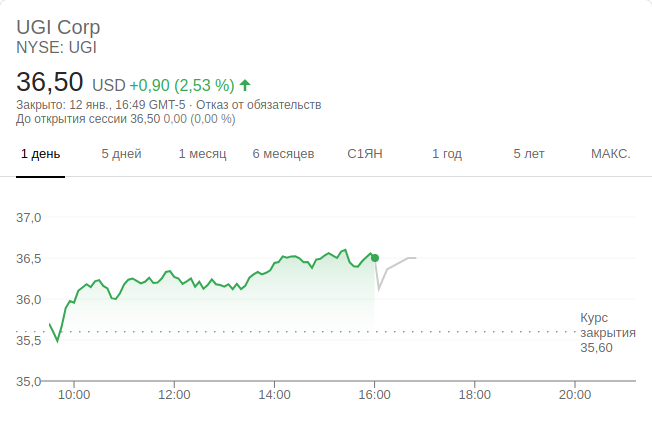 UGI Corp
NYSE: UGI
36,50 USD +0,90 (2,53 %)
Закрыто: 12 янв., 16:49 GMT-5 · Отказ от обязательств
До открытия сессии 36,50 0,00 (0,00 %)
1 день 5 дней 1 месяц 6 месяцев С1ЯН 1 год 5 лет МАКС.
37,0
36,5
36,0
35,5
35,0
Курс
закрытия
35,60
10:00 12:00 14:00 16:00 18:00 20:00